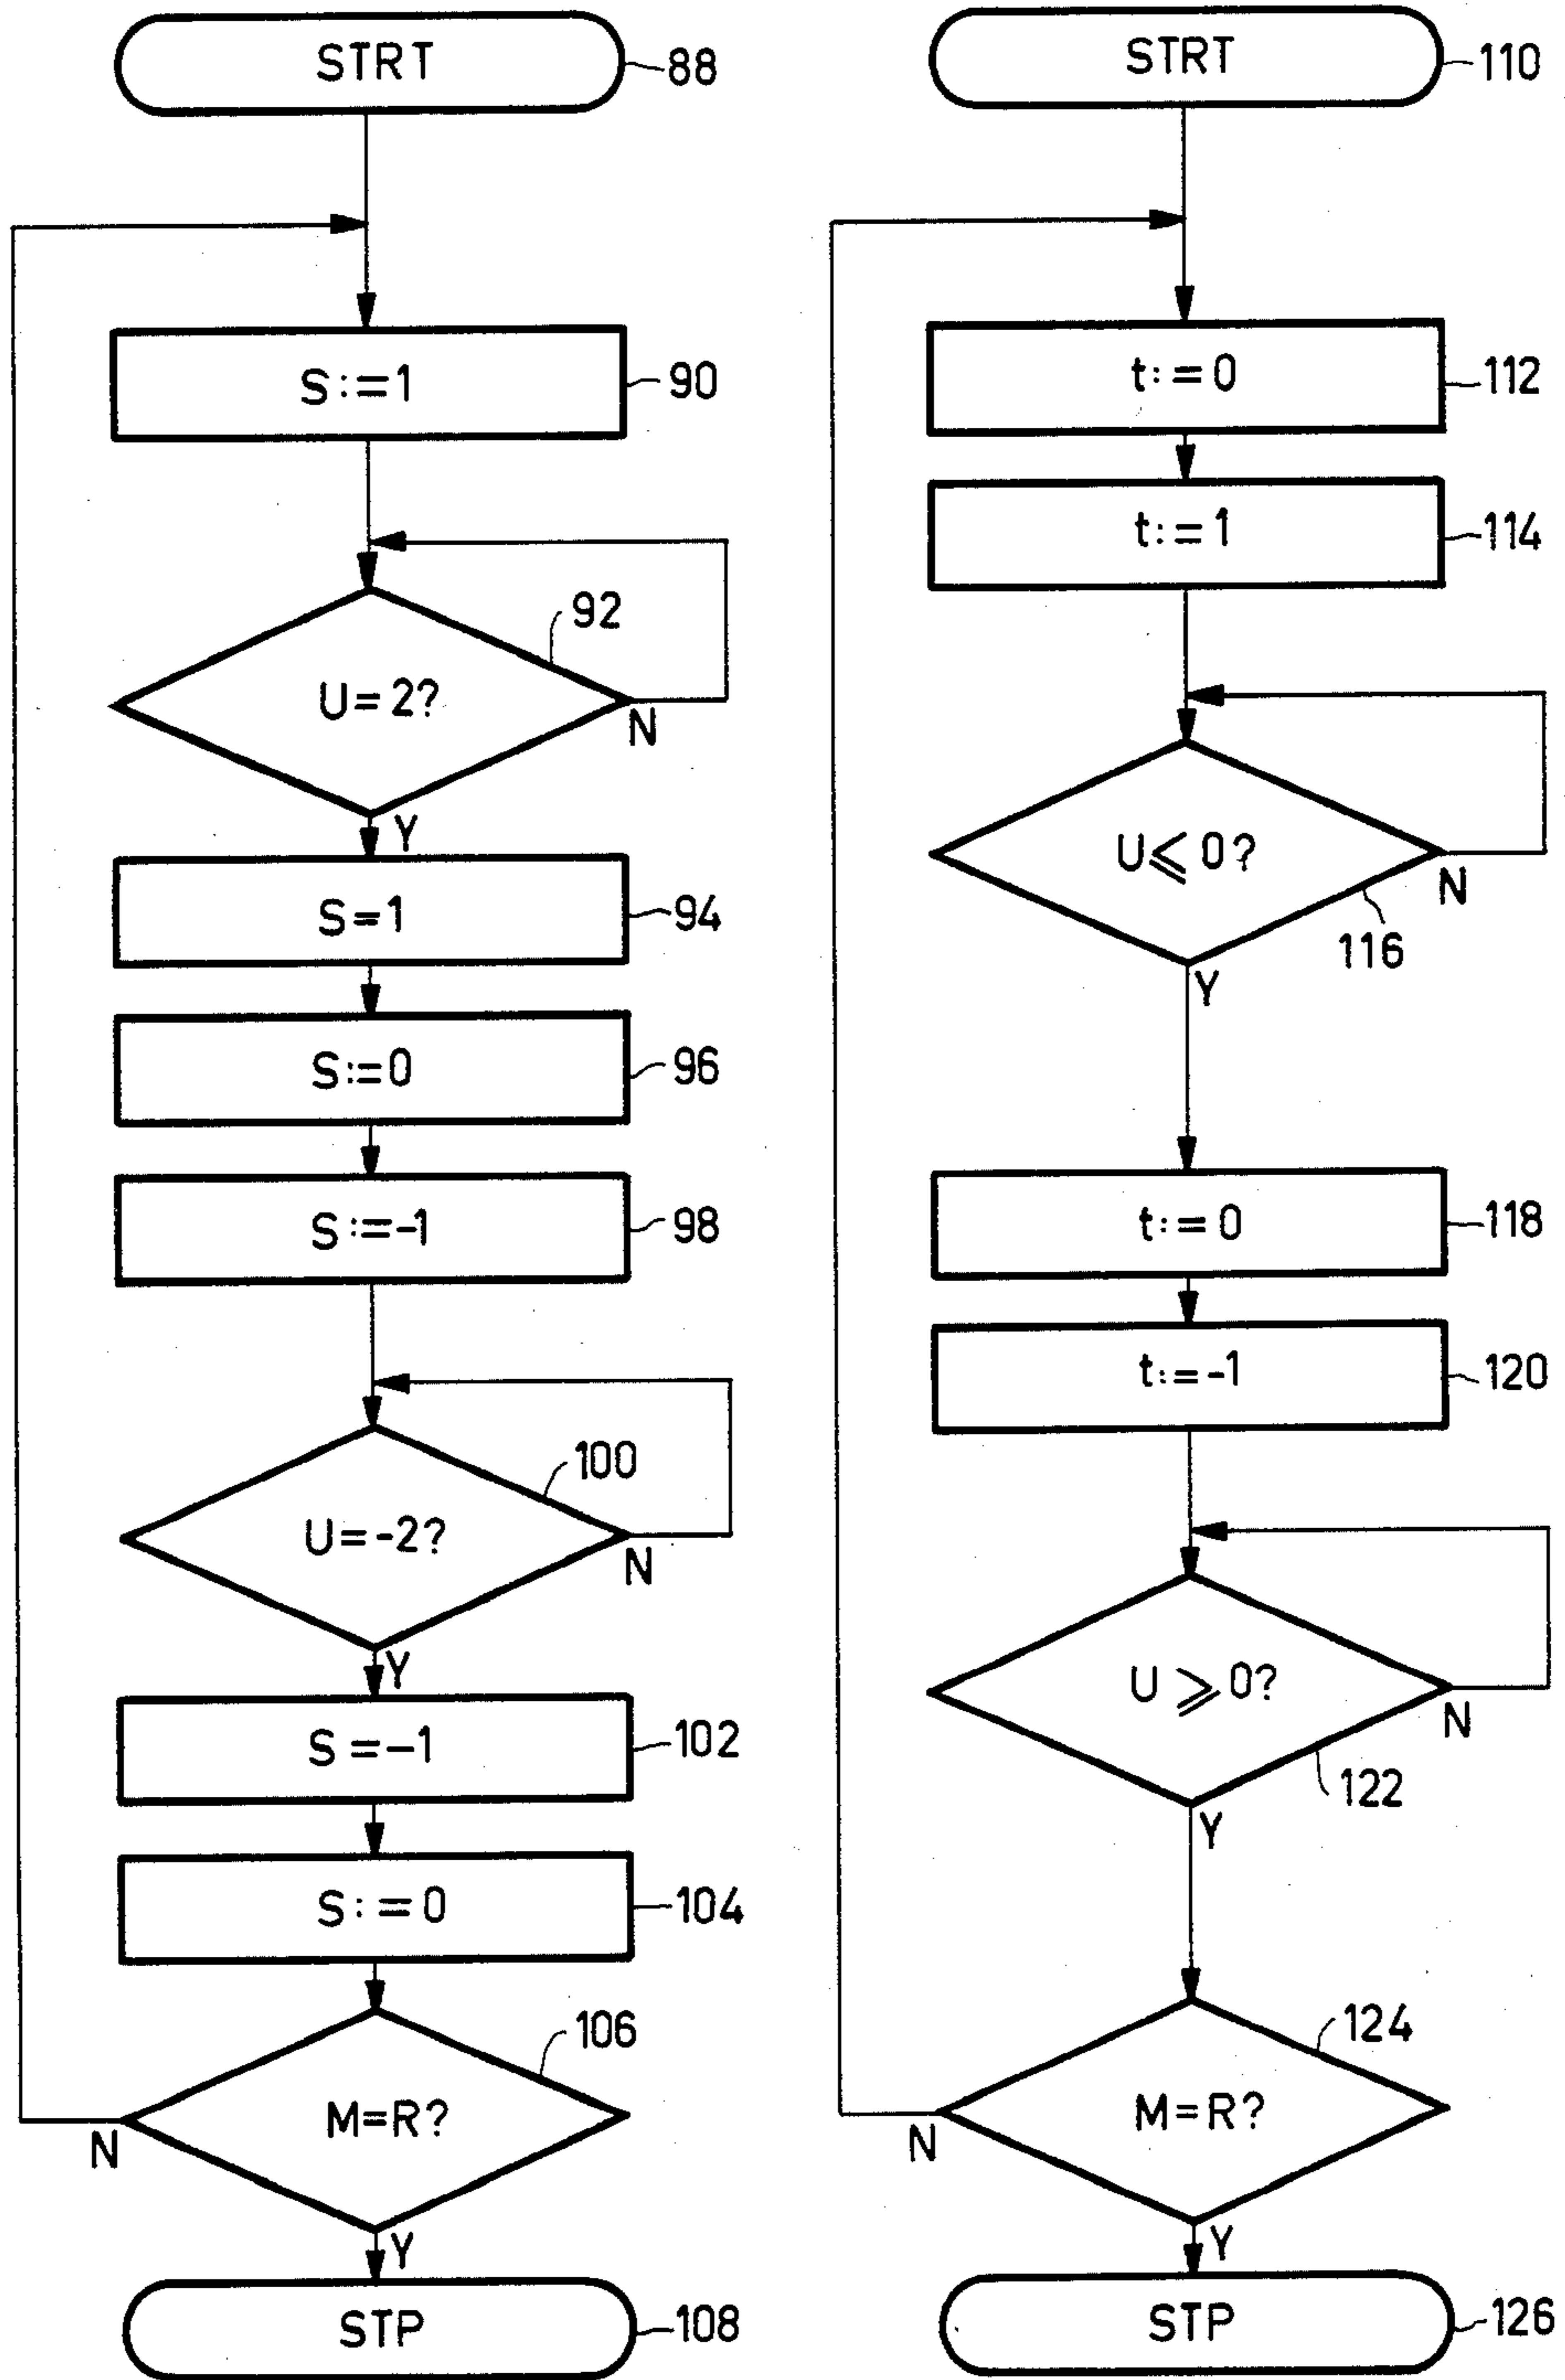 STRT
88
S:=1
90
92
U=2?
N
Y
S=1
94
S:=0
96
S:=-1
98
100
U=-2?
N
Y
S=-1
102
S:=0
104
106
M=R?
N
Y
STP
108
STRT
110
t:=0
112
t:=1
114
U⩽0?
N
116
Y
t:=0
118
t:=-1
120
U⩾0?
N
122
Y
124
M=R?
N
Y
STP
126